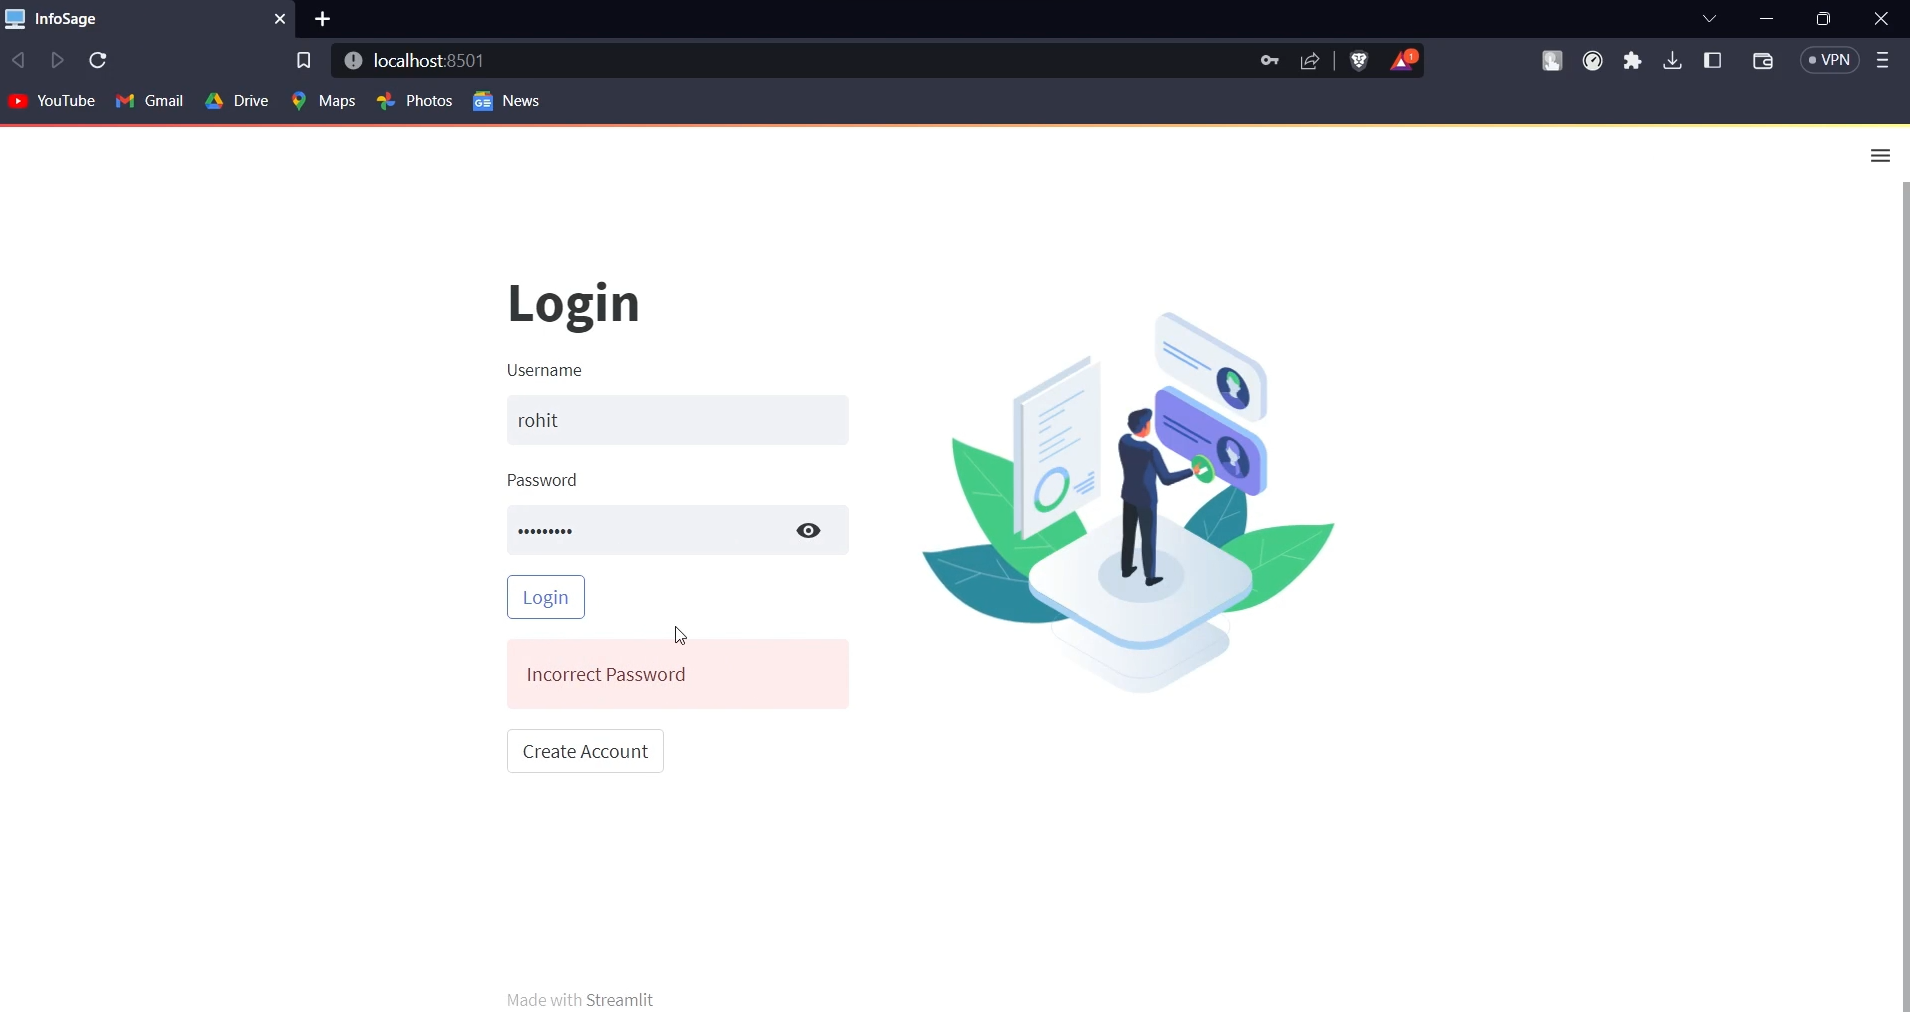 InfoSage
localhost:8501
1
VPN
YouTube Gmail Drive Maps Photos News
Login
Username
rohit
Password
•••••••••
Login
Incorrect Password
Create Account
Made with Streamlit